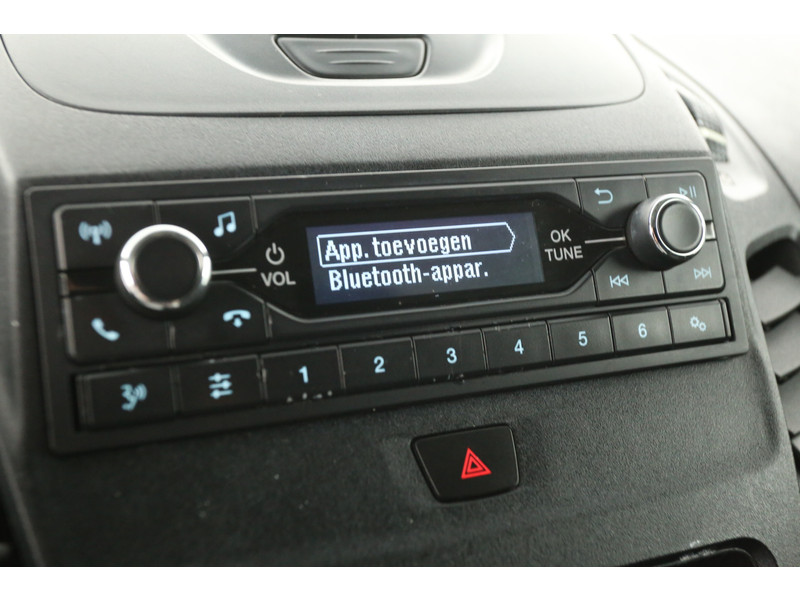 App. toevoegen
Bluetooth-appar.
VOL
OK
TUNE
1 2 3 4 5 6